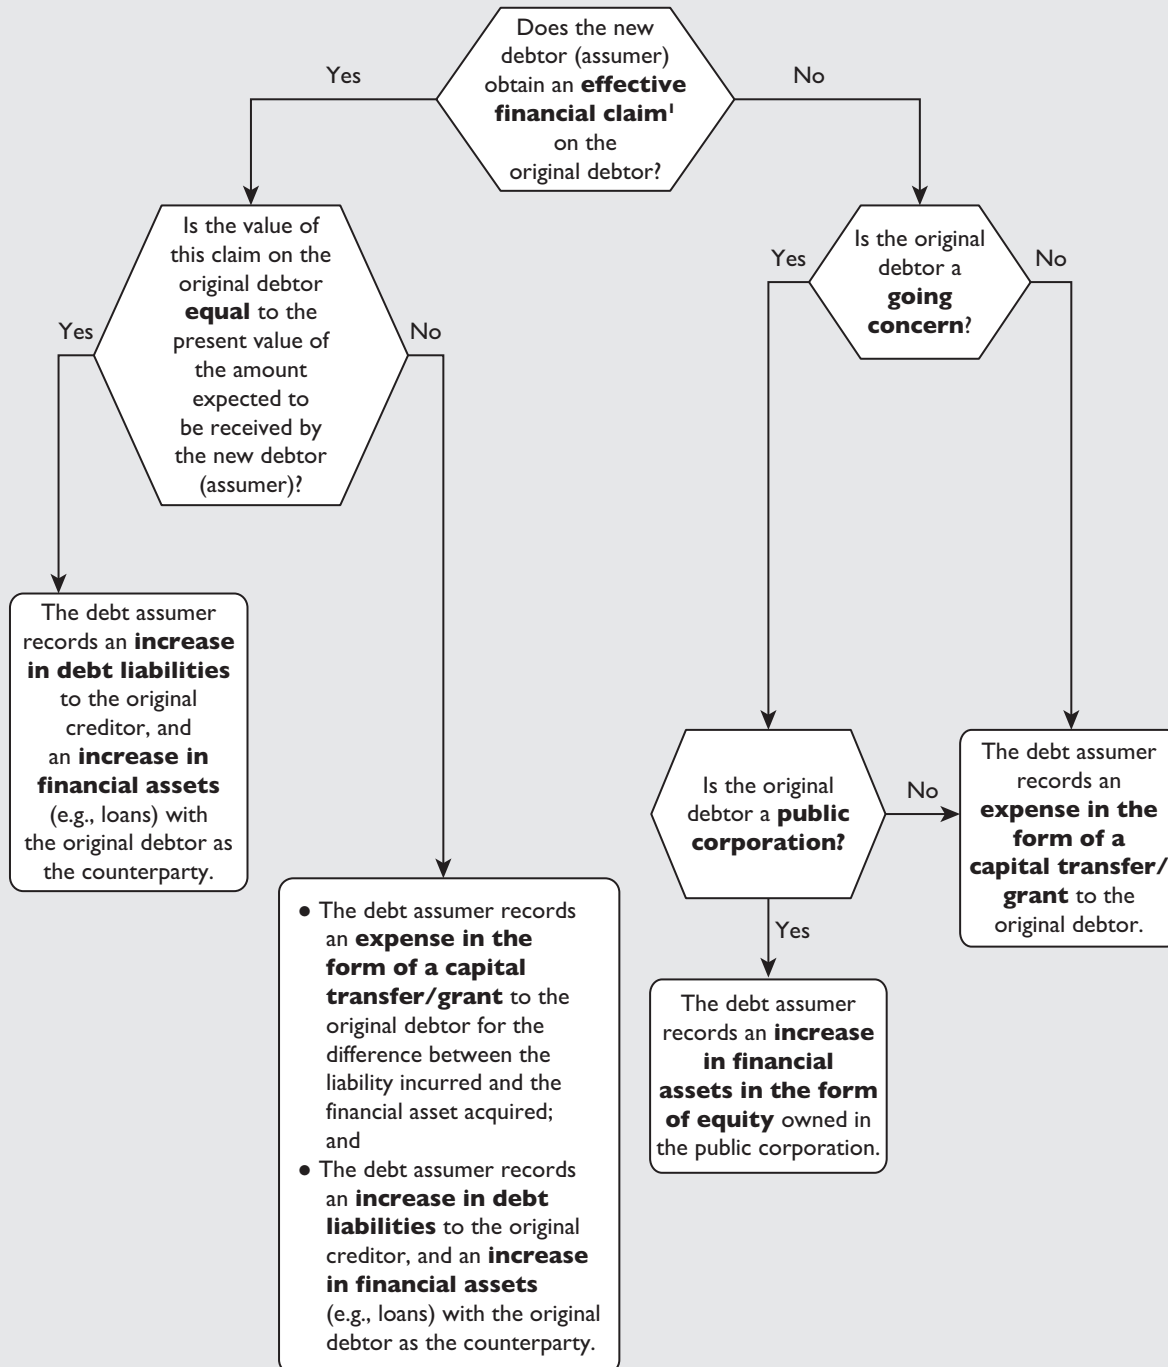 Does the new
debtor (assumer)
obtain an effective
financial claim¹
on the
original debtor?
Yes
No
Is the value of
this claim on the
original debtor
equal to the
present value of
the amount
expected to
be received by
the new debtor
(assumer)?
Yes
No
Is the original
debtor a
going
concern?
Yes
No
The debt assumer
records an increase
in debt liabilities
to the original
creditor, and
an increase in
financial assets
(e.g., loans) with
the original debtor as
the counterparty.
● The debt assumer records
an expense in the
form of a capital
transfer/grant to the
original debtor for the
difference between the
liability incurred and the
financial asset acquired;
and
● The debt assumer records
an increase in debt
liabilities to the original
creditor, and an increase
in financial assets
(e.g., loans) with the original
debtor as the counterparty.
Is the original
debtor a public
corporation?
No
Yes
The debt assumer
records an
expense in the
form of a
capital transfer/
grant to the
original debtor.
The debt assumer
records an increase
in financial
assets in the form
of equity owned in
the public corporation.